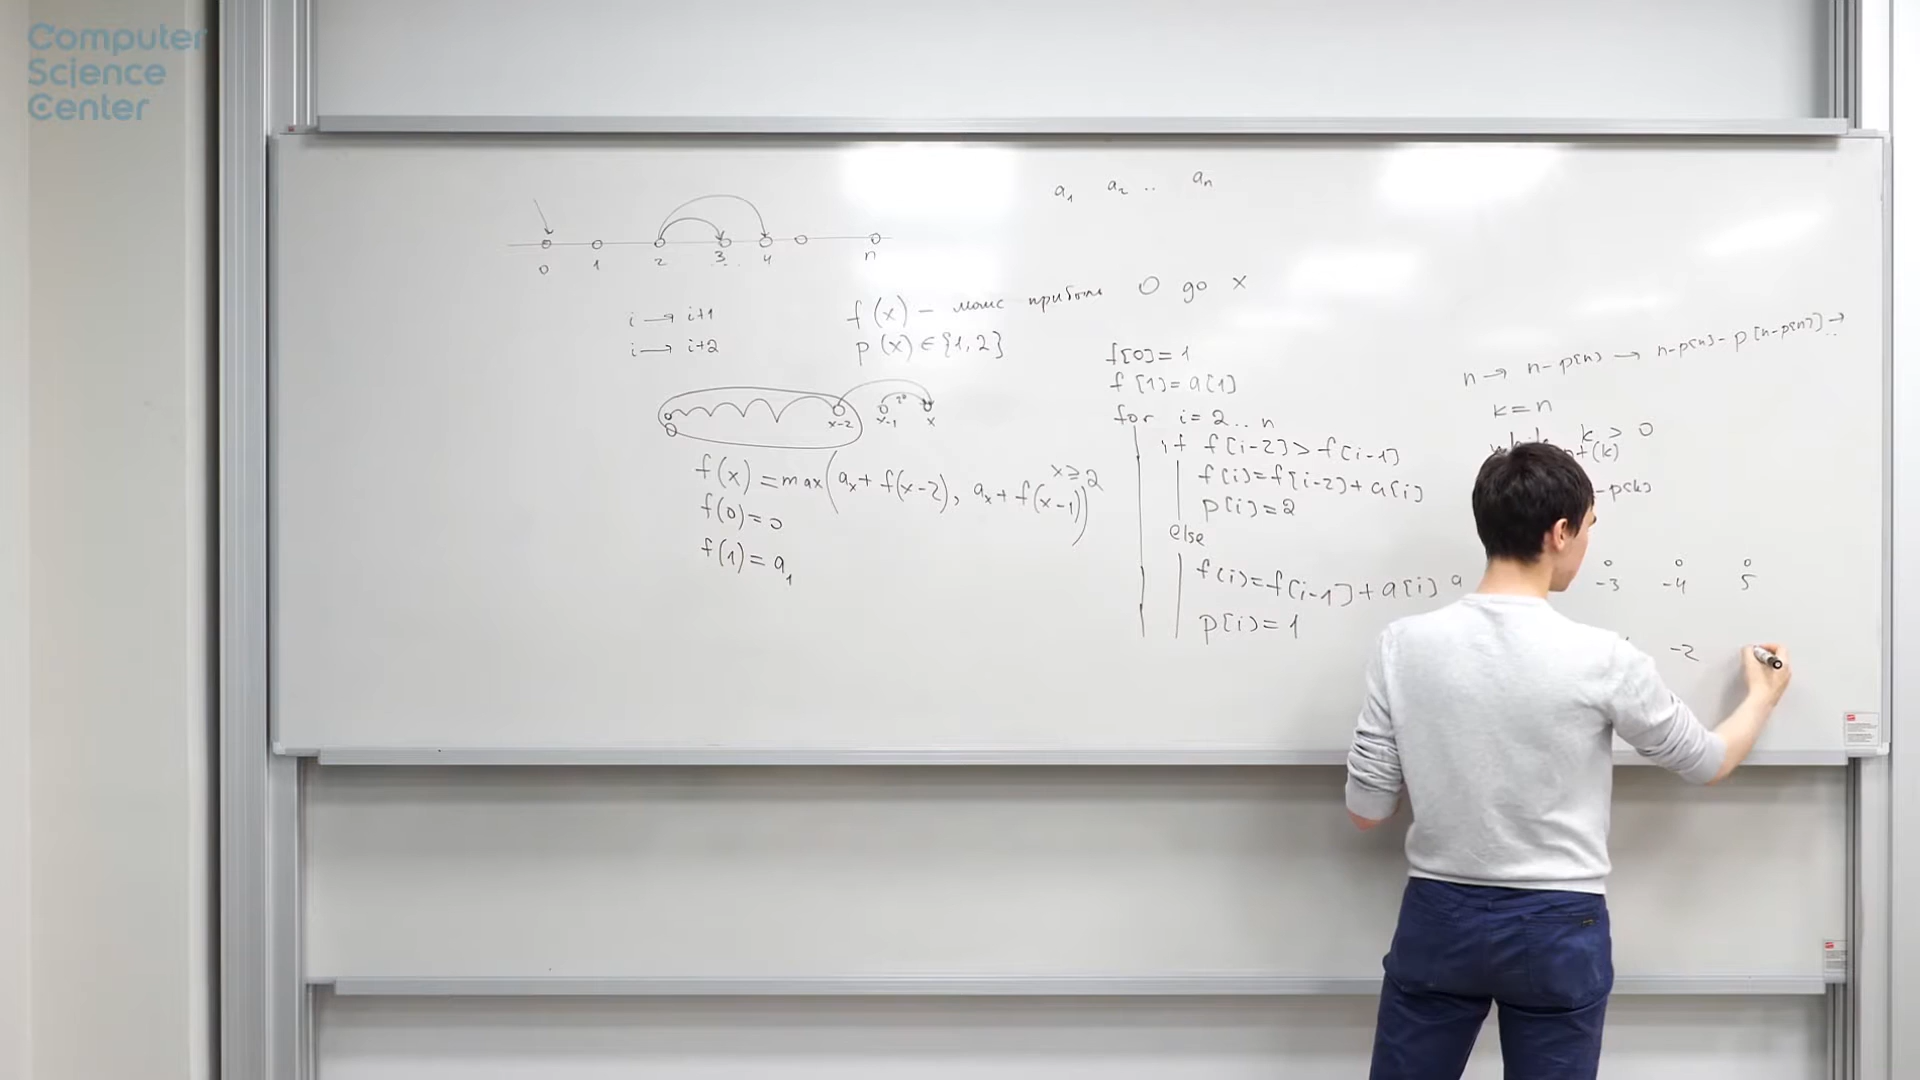 Computer
Science
Center
a₁ a₂ .. aₙ
0 1 2 3 .. 4 n
i → i+1
i → i+2
f(x) – макс прибыль 0 до x
p(x) ∈ {1,2}
0 x-2 x-1 x
f(x) = max(aₓ + f(x-2), aₓ + f(x-1)) x ≥ 2
f(0) = 0
f(1) = a₁
f[0] = 1
f[1] = a[1]
for i = 2 .. n
if f[i-2] > f[i-1]
f[i] = f[i-2] + a[i]
p[i] = 2
else
f[i] = f[i-1] + a[i]
p[i] = 1
n → n-p[n] → n-p[n]-p[n-p[n]] → ..
k = n
k > 0
(k)
-p[k]
a -3 -4 5
-2